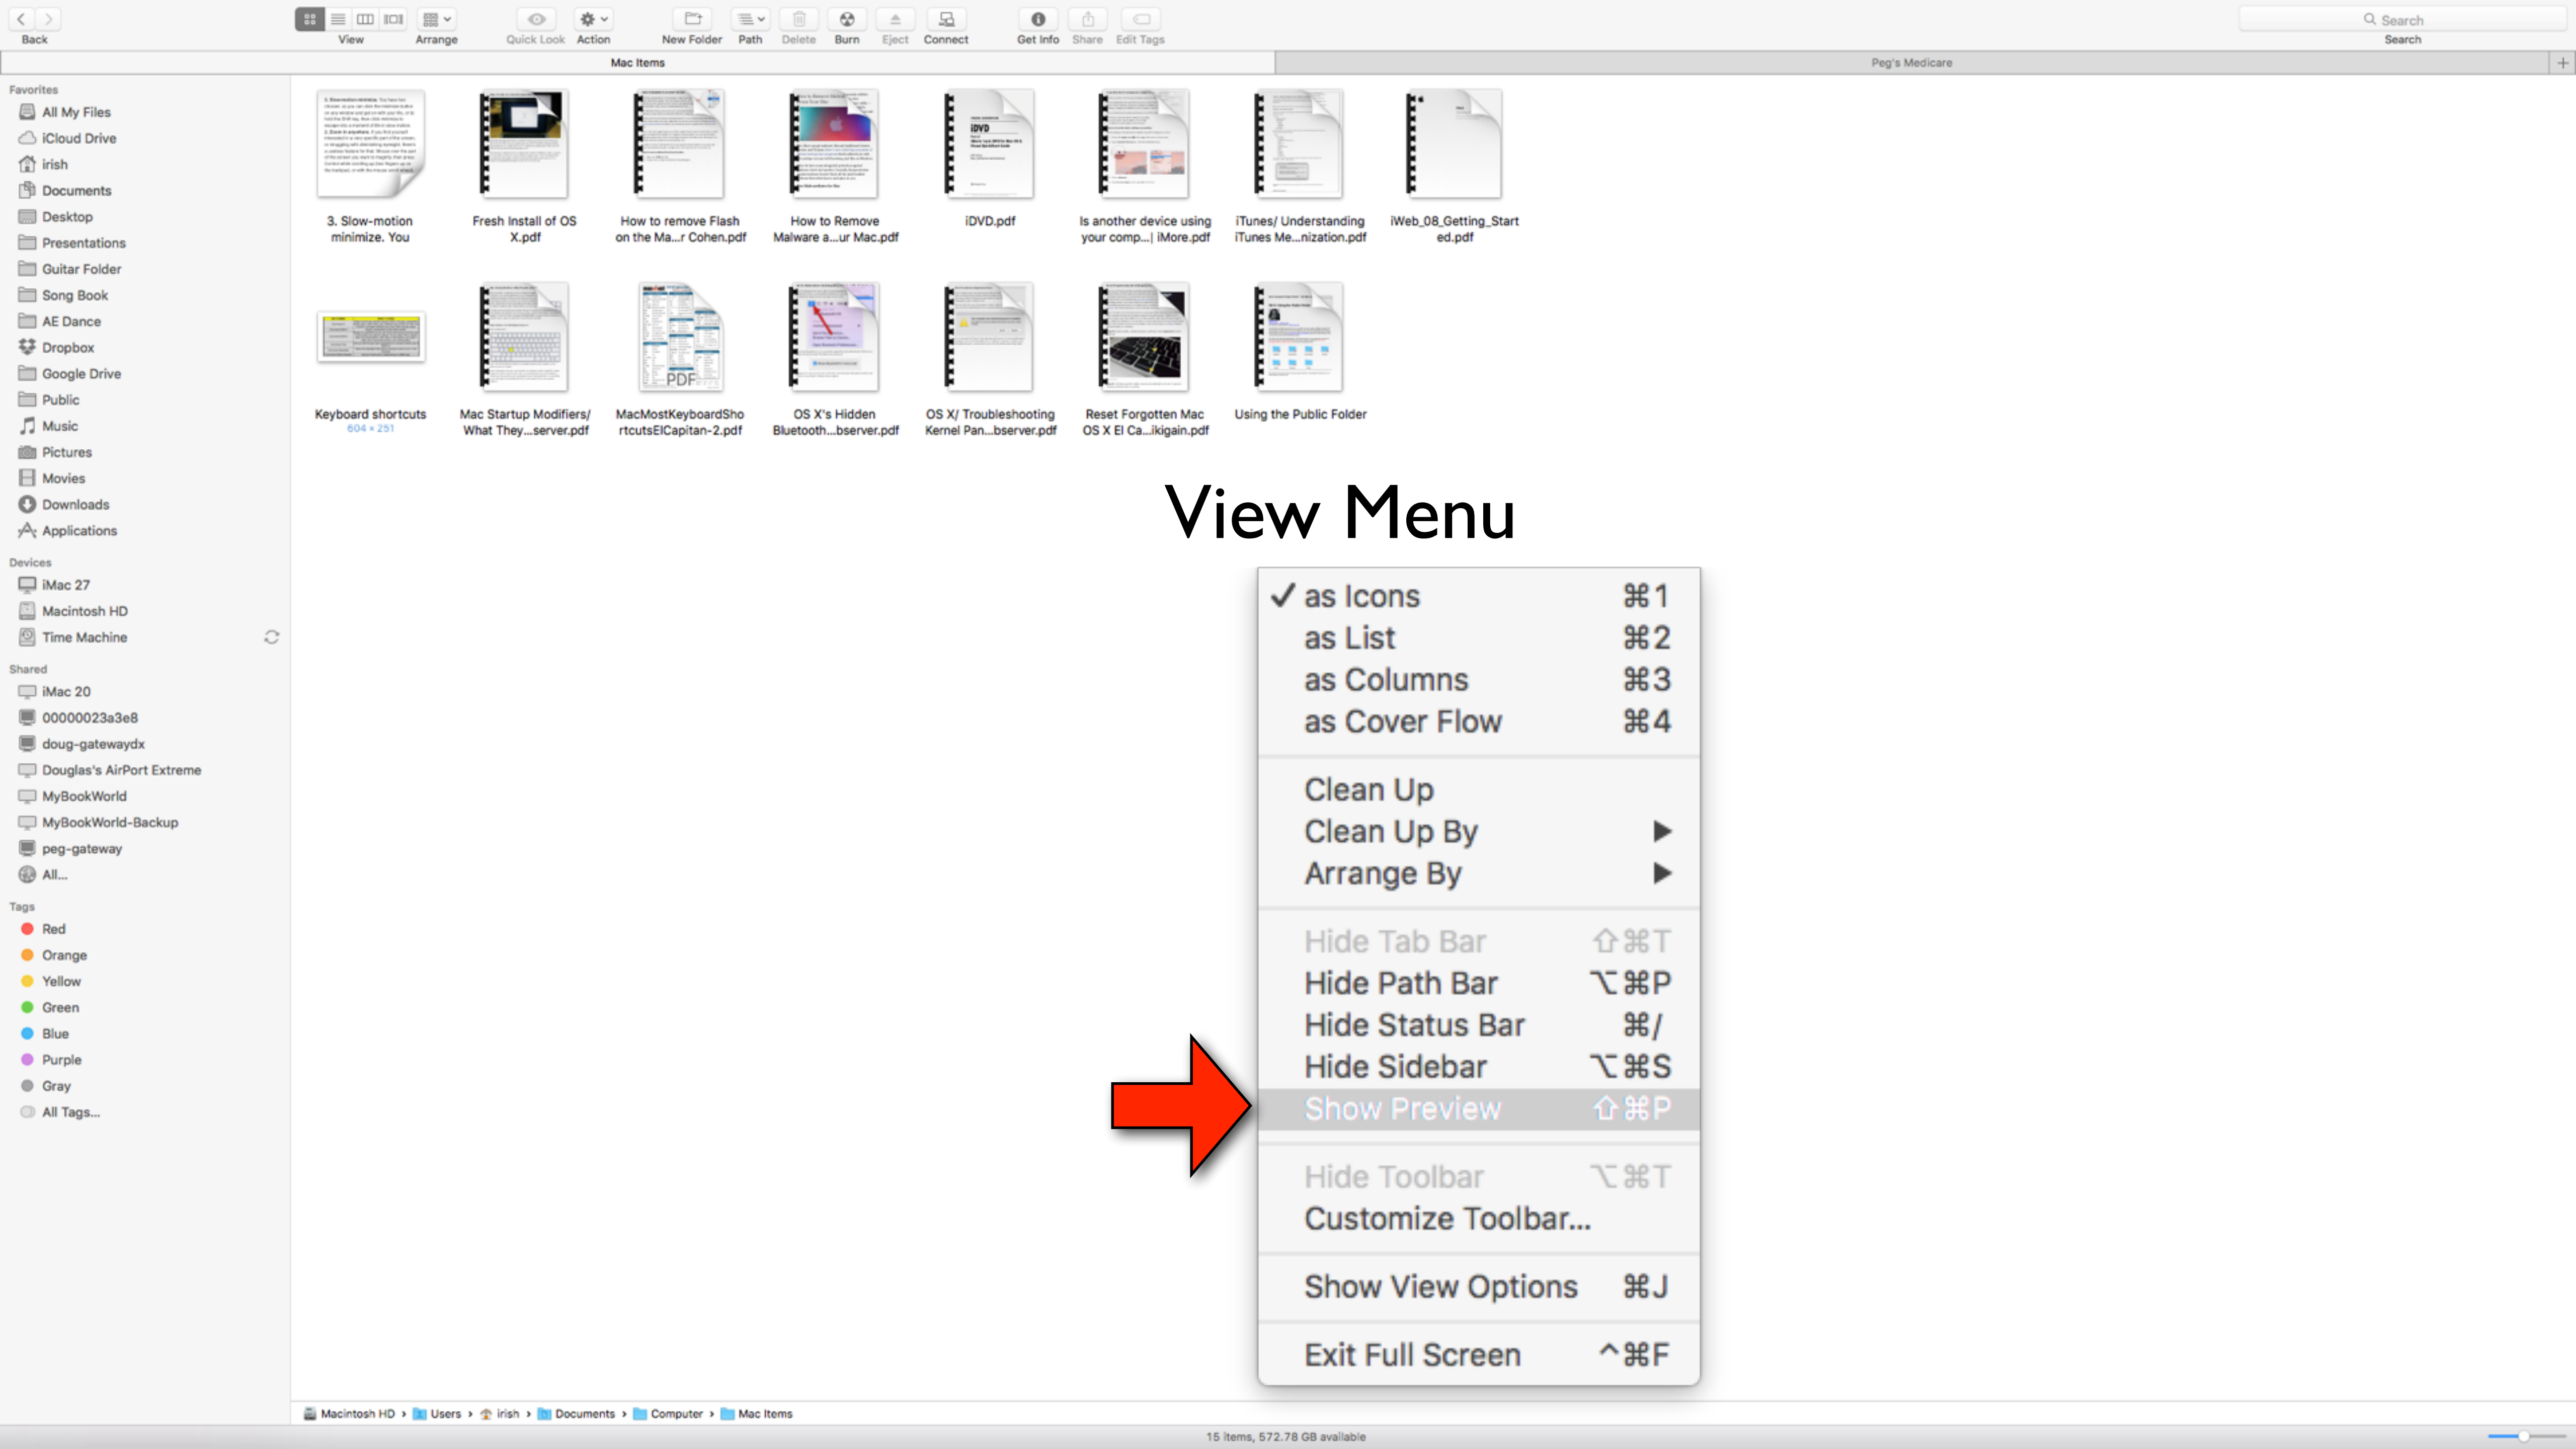 Back
View
Arrange
Quick Look
Action
New Folder
Path
Delete
Burn
Eject
Connect
Get Info
Share
Edit Tags
Search
Search
Mac Items
Peg's Medicare
Favorites
All My Files
iCloud Drive
irish
Documents
Desktop
Presentations
Guitar Folder
Song Book
AE Dance
Dropbox
Google Drive
Public
Music
Pictures
Movies
Downloads
Applications
Devices
iMac 27
Macintosh HD
Time Machine
Shared
iMac 20
00000023a3e8
doug-gatewaydx
Douglas's AirPort Extreme
MyBookWorld
MyBookWorld-Backup
peg-gateway
All...
Tags
Red
Orange
Yellow
Green
Blue
Purple
Gray
All Tags...
iDVD
PDF
3. Slow-motion
minimize. You
Fresh Install of OS
X.pdf
How to remove Flash
on the Ma...r Cohen.pdf
How to Remove
Malware a...ur Mac.pdf
iDVD.pdf
Is another device using
your comp...| iMore.pdf
iTunes/ Understanding
iTunes Me...nization.pdf
iWeb_08_Getting_Start
ed.pdf
Keyboard shortcuts
604 × 251
Mac Startup Modifiers/
What They...server.pdf
MacMostKeyboardSho
rtcutsElCapitan-2.pdf
OS X's Hidden
Bluetooth...bserver.pdf
OS X/ Troubleshooting
Kernel Pan...bserver.pdf
Reset Forgotten Mac
OS X El Ca...ikigain.pdf
Using the Public Folder
View Menu
✓ as Icons ⌘1
as List ⌘2
as Columns ⌘3
as Cover Flow ⌘4
Clean Up
Clean Up By ▶
Arrange By ▶
Hide Tab Bar ⇧⌘T
Hide Path Bar ⌥⌘P
Hide Status Bar ⌘/
Hide Sidebar ⌥⌘S
Show Preview ⇧⌘P
Hide Toolbar ⌥⌘T
Customize Toolbar...
Show View Options ⌘J
Exit Full Screen ^⌘F
Macintosh HD › Users › irish › Documents › Computer › Mac Items
15 items, 572.78 GB available